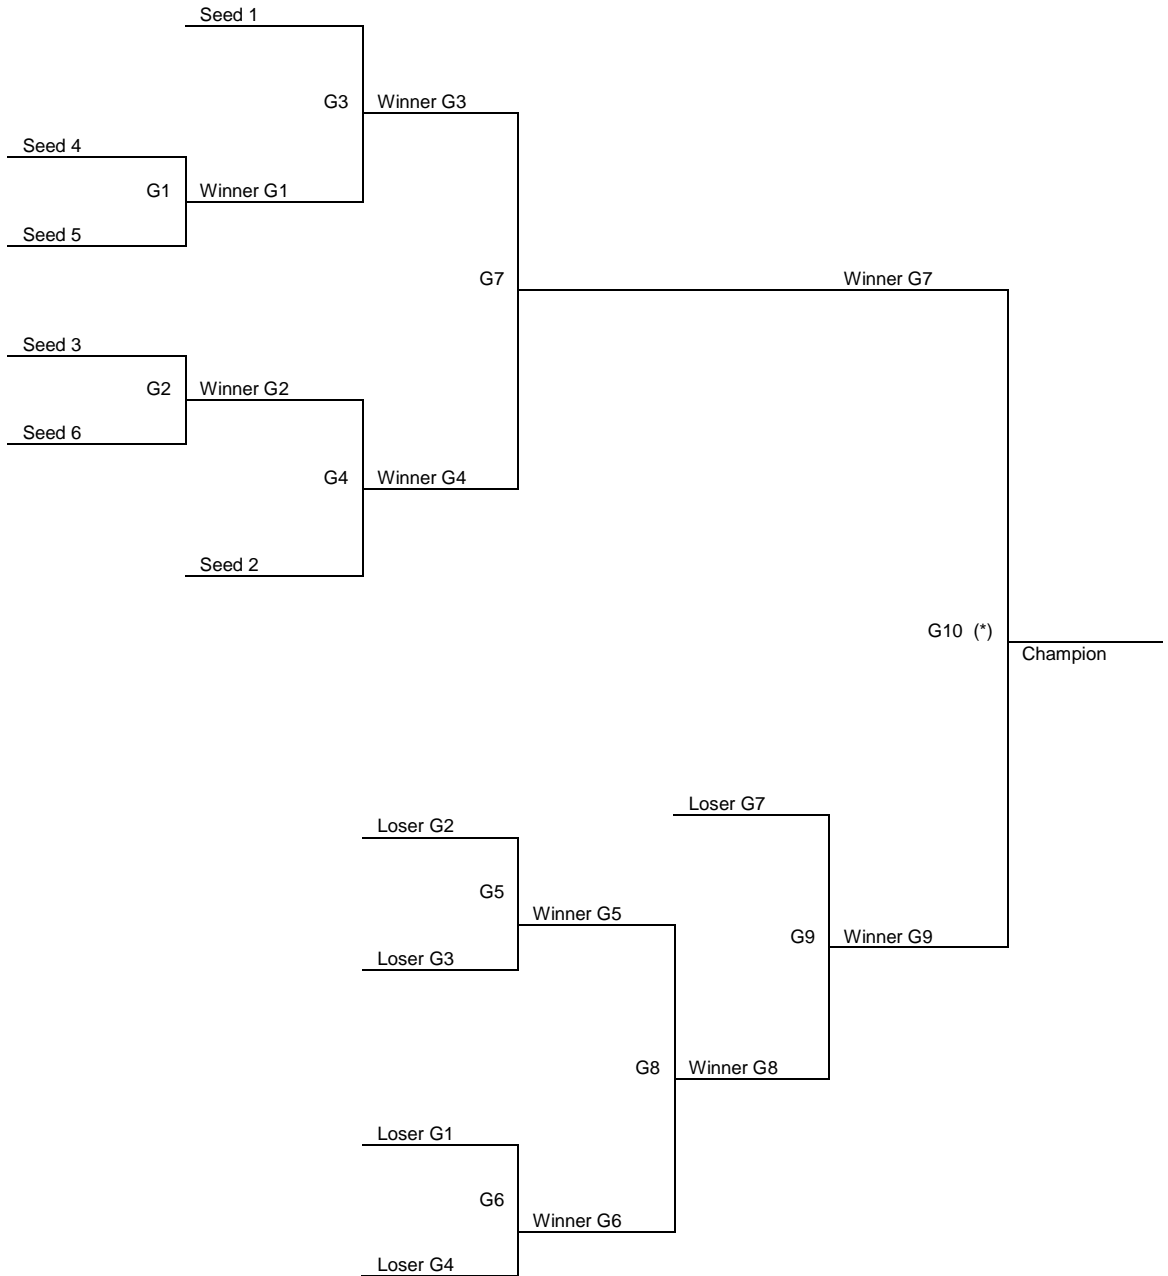 Seed 1
G3
Winner G3
Seed 4
G1
Winner G1
Seed 5
G7
Winner G7
Seed 3
G2
Winner G2
Seed 6
G4
Winner G4
Seed 2
G10 (*)
Champion
Loser G7
Loser G2
G5
Winner G5
G9
Winner G9
Loser G3
G8
Winner G8
Loser G1
G6
Winner G6
Loser G4